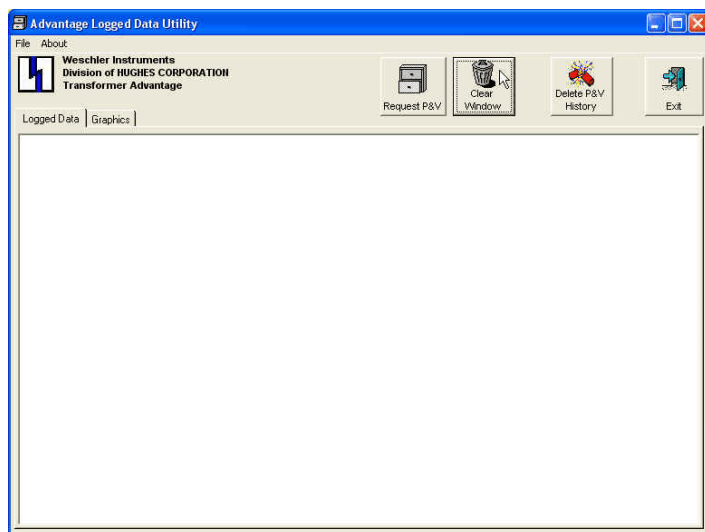 Advantage Logged Data Utility
File About
Weschler Instruments
Division of HUGHES CORPORATION
Transformer Advantage
Request P&V
Clear
Window
Delete P&V
History
Exit
Logged Data Graphics